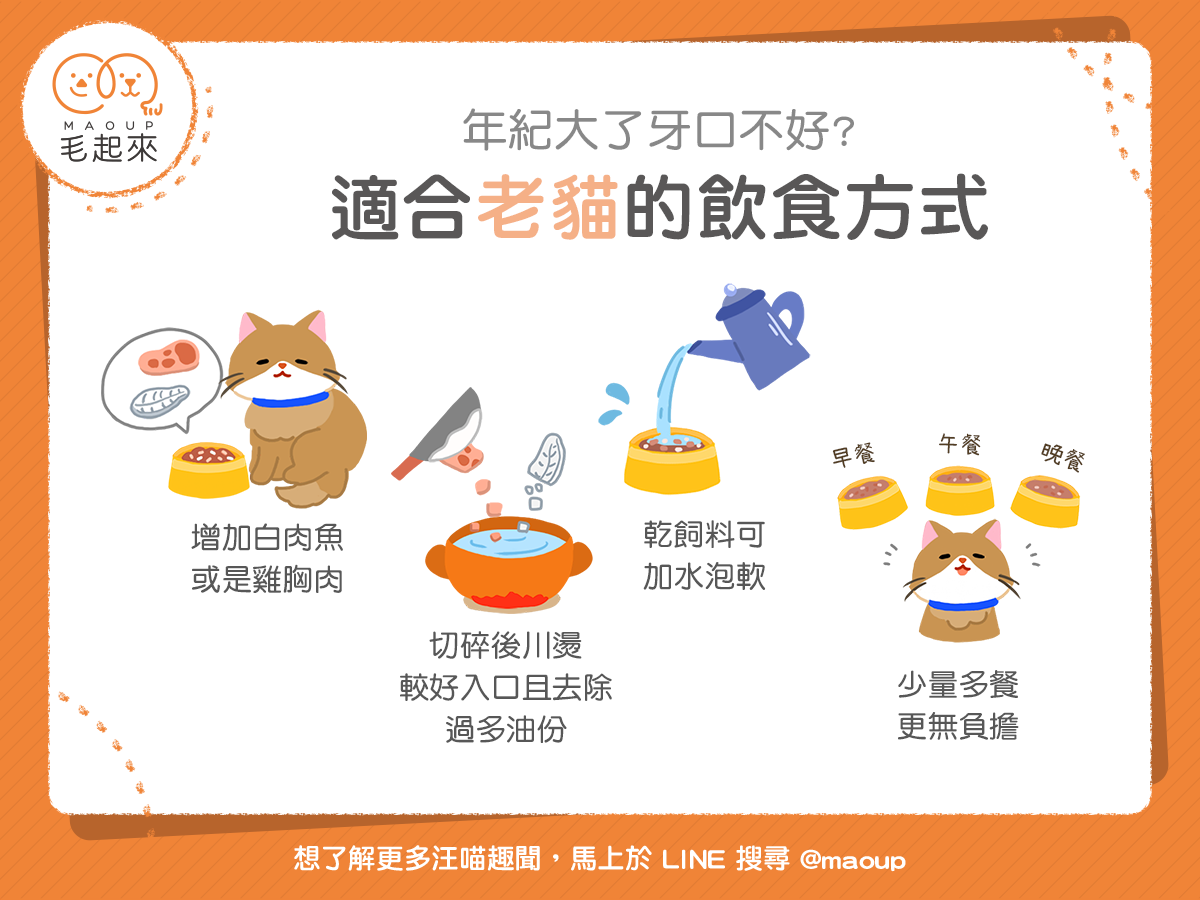 MAOUP
毛起來
年紀大了牙口不好?
適合老貓的飲食方式
增加白肉魚
或是雞胸肉
切碎後川燙
較好入口且去除
過多油份
乾飼料可
加水泡軟
早餐
午餐
晚餐
少量多餐
更無負擔
想了解更多汪喵趣聞，馬上於 LINE 搜尋 @maoup